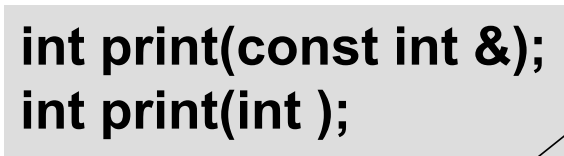 int print(const int &);
int print(int );